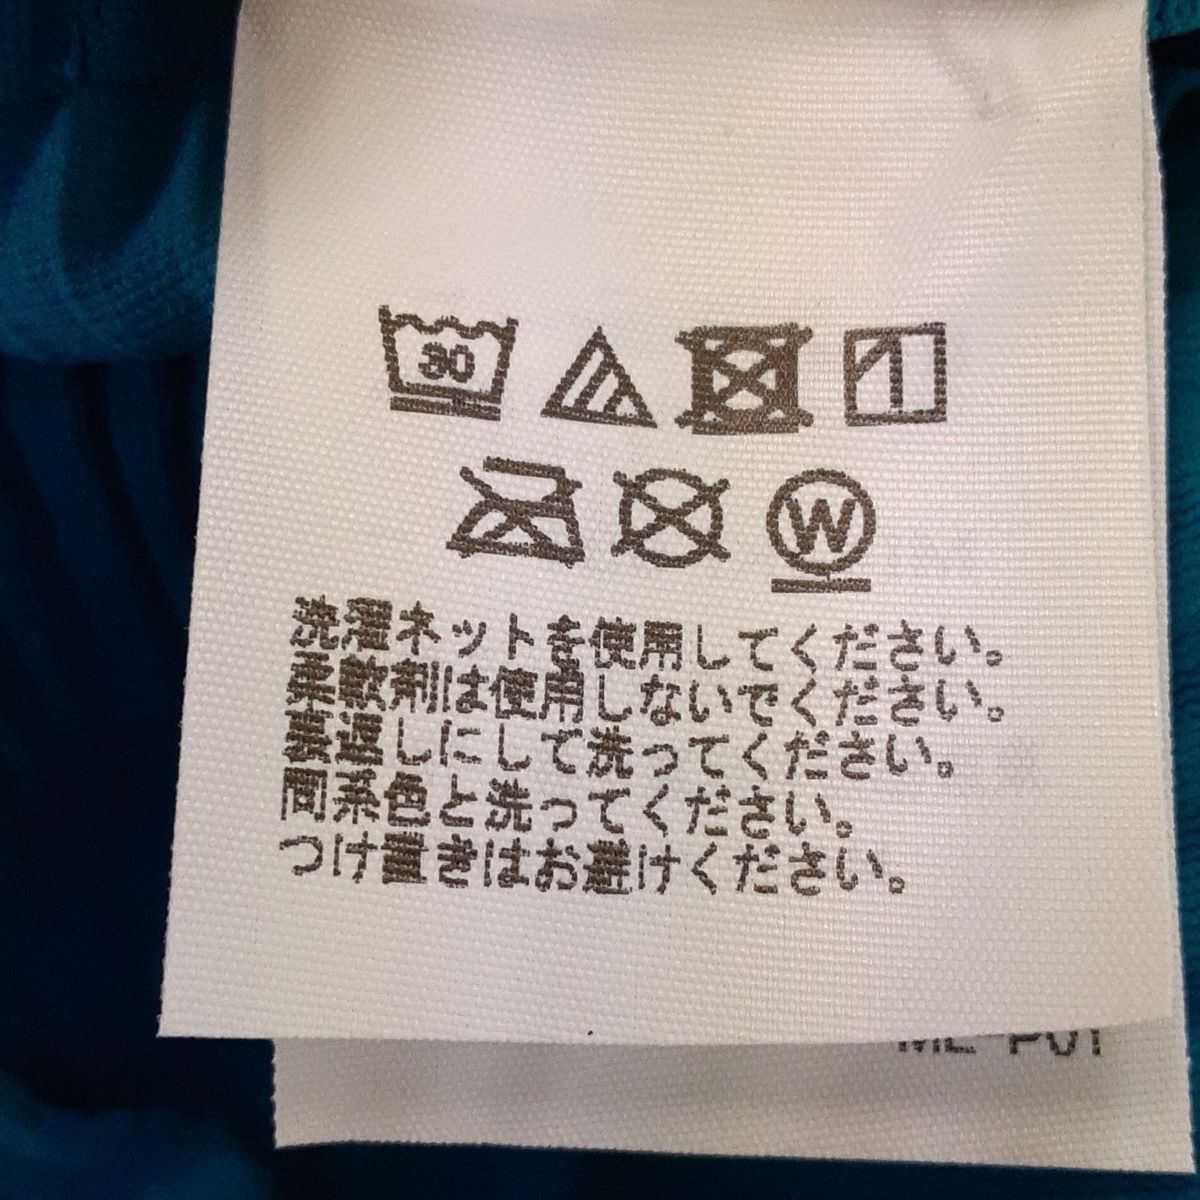 30
W
洗濯ネットを使用してください。
柔軟剤は使用しないでください。
裏返しにして洗ってください。
同系色と洗ってください。
つけ置きはお避けください。